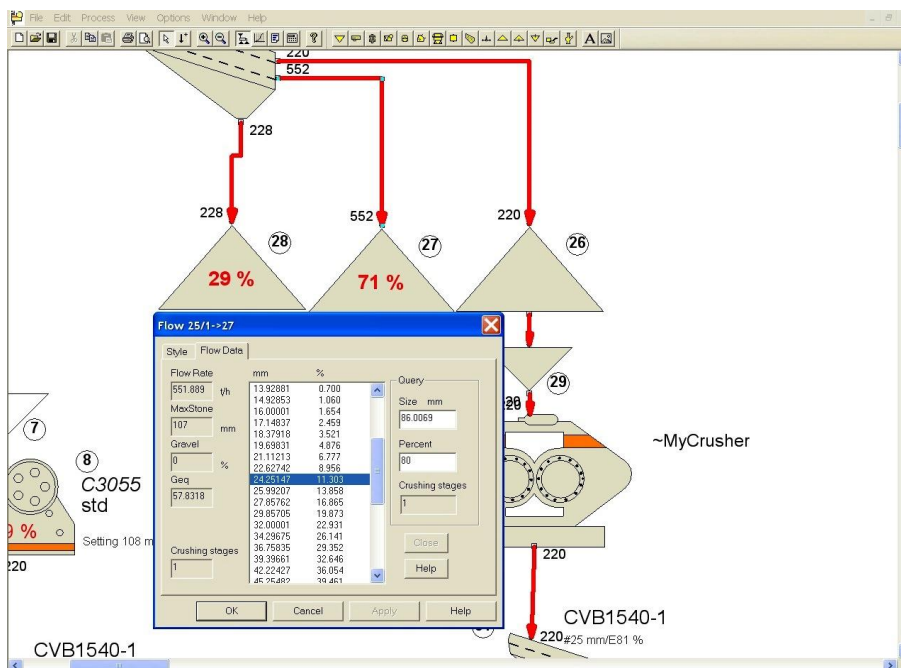 File Edit Process View Options Window Help
220
552
228
228
552
220
28
27
26
29 %
71 %
Flow 25/1->27
Style Flow Data
Flow Rate
551.889 t/h
MaxStone
107 mm
Gravel
0 %
Geq
57.8318
Crushing stages
1
mm %
13.92881 0.700
14.92853 1.060
16.00001 1.654
17.14837 2.459
18.37918 3.521
19.69831 4.876
21.11213 6.777
22.62742 8.956
24.25147 11.303
25.99207 13.858
27.85762 16.865
29.85705 19.873
32.00001 22.931
34.29675 26.141
36.75835 29.352
39.39661 32.646
42.22427 36.054
45.25482 39.461
Query
Size mm
86.0069
Percent
80
Crushing stages
1
Close
Help
OK Cancel Apply Help
29
~MyCrusher
7
8
C3055
std
9 %
Setting 108 m
220
220
CVB1540-1
220 #25 mm/E81 %
CVB1540-1